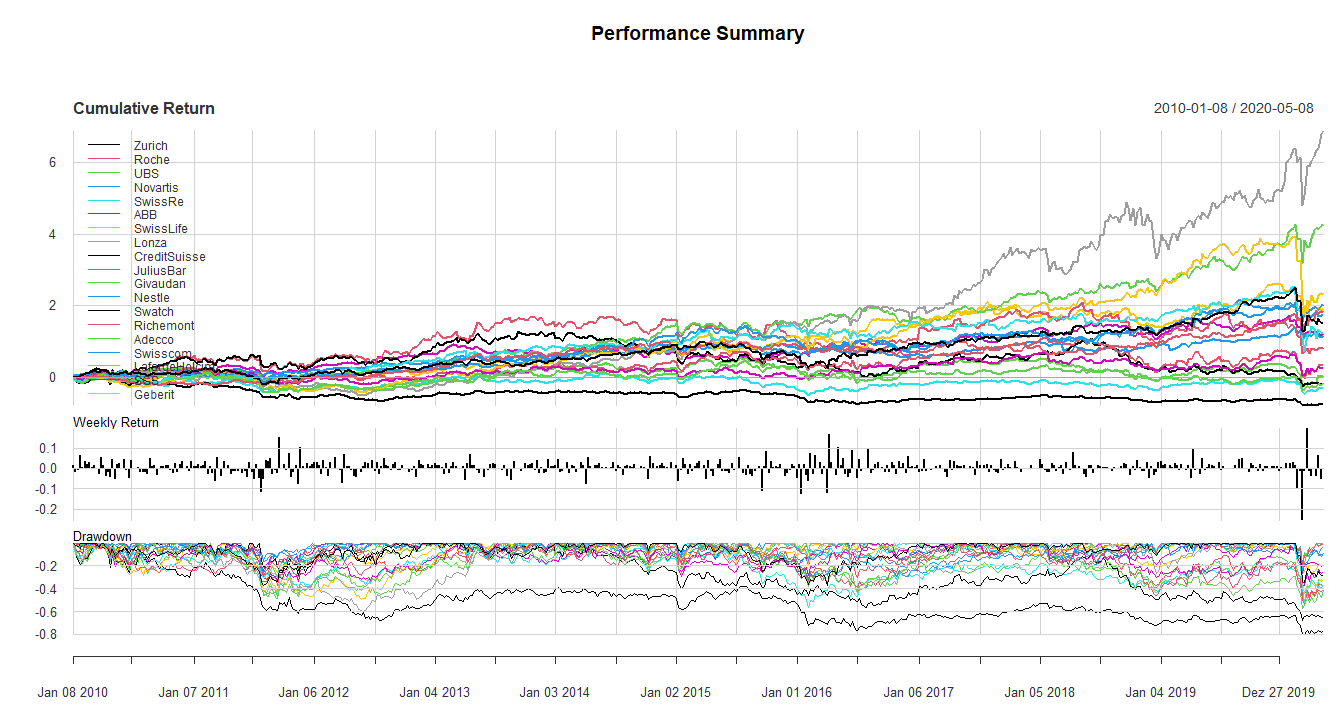 Performance Summary
Cumulative Return 2010-01-08 / 2020-05-08
Zurich
Roche
UBS
Novartis
SwissRe
ABB
SwissLife
Lonza
CreditSuisse
JuliusBar
Givaudan
Nestle
Swatch
Richemont
Adecco
Swisscom
Geberit
6
4
2
0
Weekly Return
0.1
0.0
-0.1
-0.2
Drawdown
-0.2
-0.4
-0.6
-0.8
Jan 08 2010 Jan 07 2011 Jan 06 2012 Jan 04 2013 Jan 03 2014 Jan 02 2015 Jan 01 2016 Jan 06 2017 Jan 05 2018 Jan 04 2019 Dez 27 2019